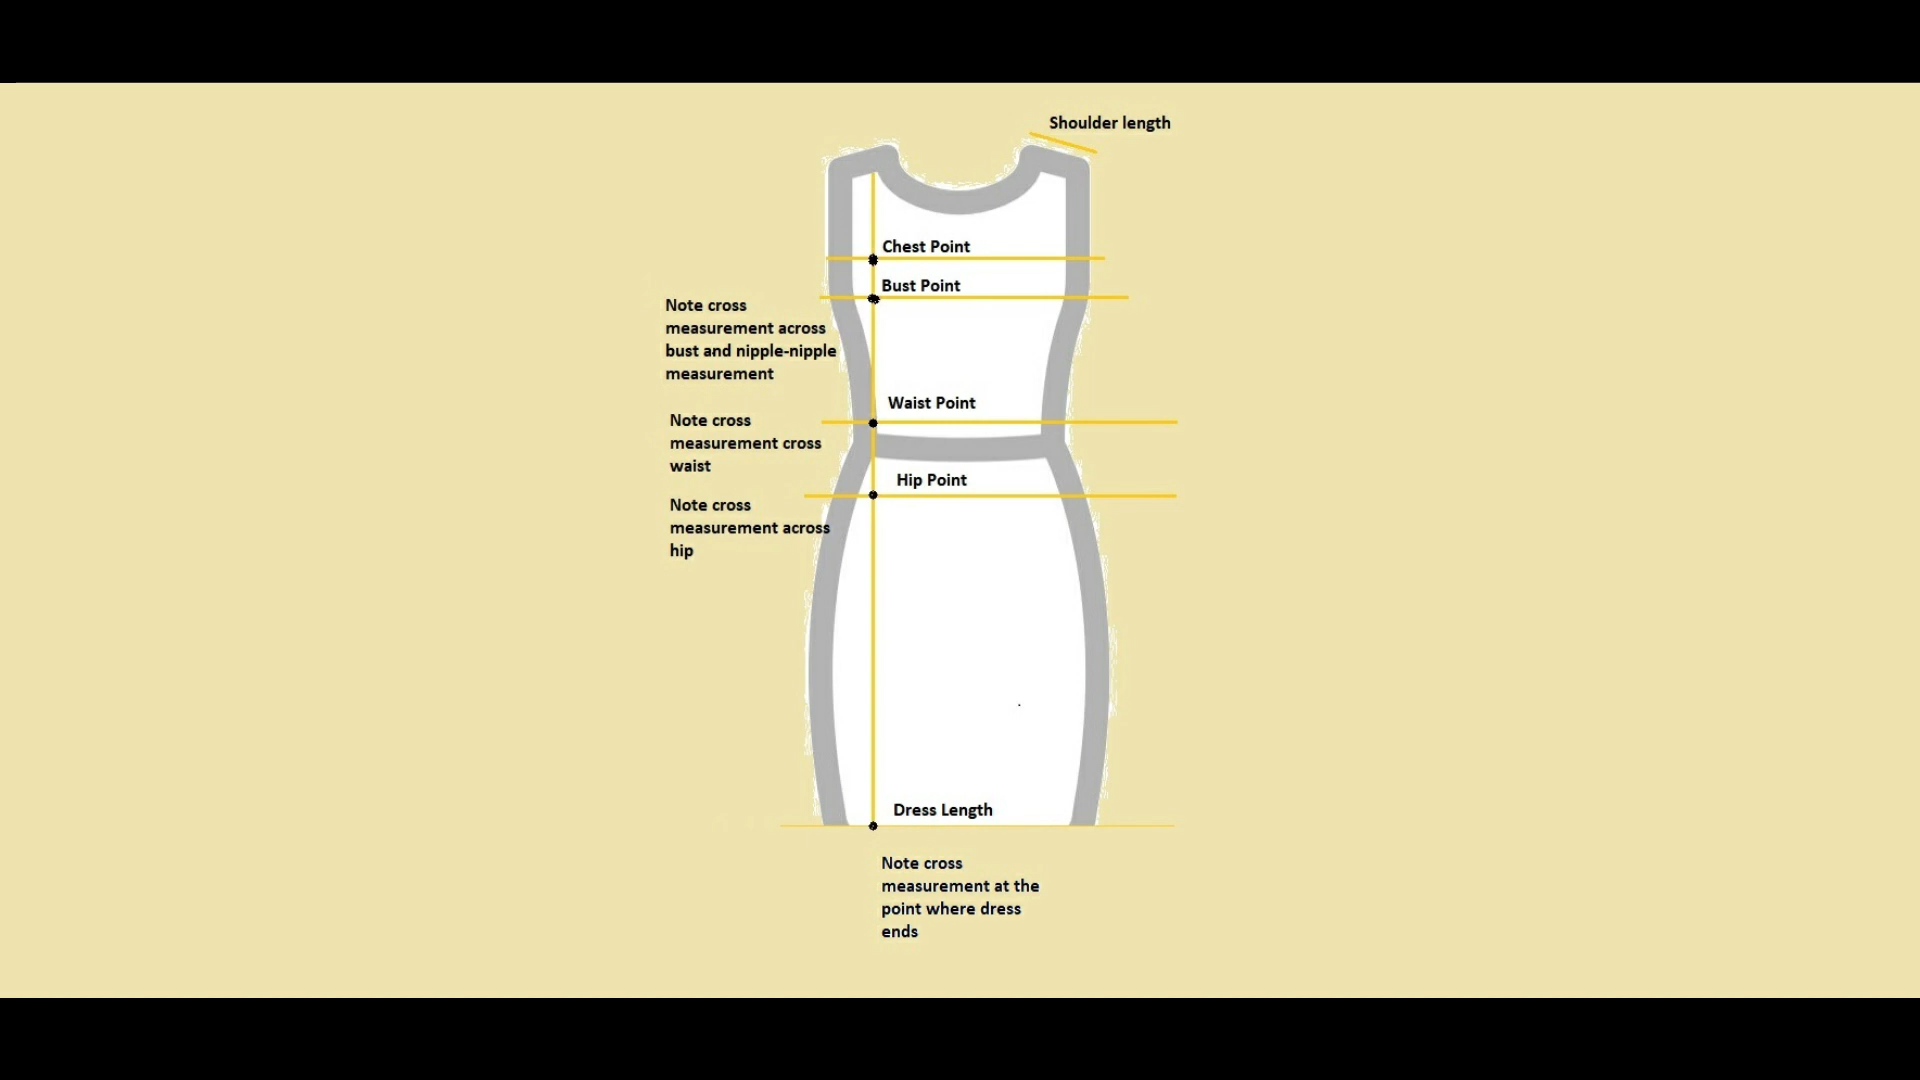 Shoulder length
Chest Point
Bust Point
Note cross
measurement across
bust and nipple-nipple
measurement
Waist Point
Note cross
measurement cross
waist
Hip Point
Note cross
measurement across
hip
Dress Length
Note cross
measurement at the
point where dress
ends